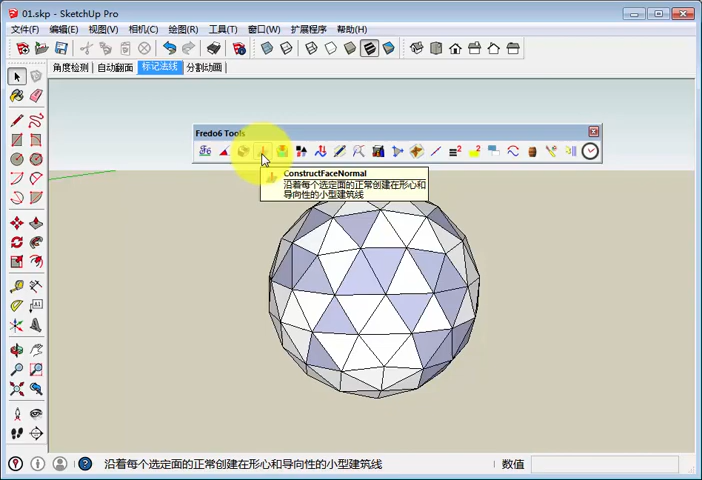 01.skp - SketchUp Pro
文件(F) 编辑(E) 视图(V) 相机(C) 绘图(R) 工具(T) 窗口(W) 扩展程序 帮助(H)
角度检测 自动翻面 标记法线 分割动画
Fredo6 Tools
ConstructFaceNormal
沿着每个选定面的正常创建在形心和
导向性的小型建筑线
沿着每个选定面的正常创建在形心和导向性的小型建筑线
数值